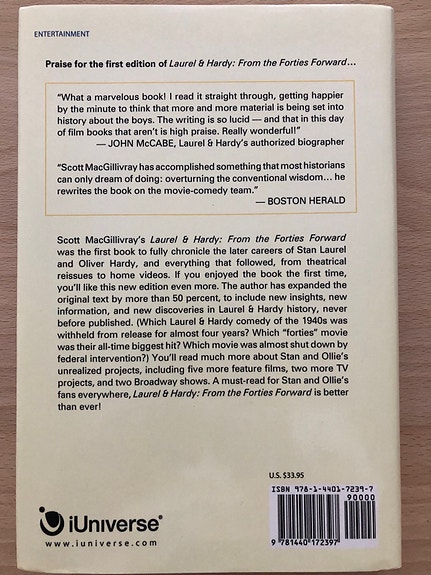 ENTERTAINMENT
Praise for the first edition of Laurel & Hardy: From the Forties Forward…
“What a marvelous book! I read it straight through, getting happier
by the minute to think that more and more material is being set into
history about the boys. The writing is so lucid — and that in this day
of film books that aren’t is high praise. Really wonderful!”
— JOHN McCABE, Laurel & Hardy’s authorized biographer
“Scott MacGillivray has accomplished something that most historians
can only dream of doing: overturning the conventional wisdom… he
rewrites the book on the movie-comedy team.”
— BOSTON HERALD
Scott MacGillivray’s Laurel & Hardy: From the Forties Forward
was the first book to fully chronicle the later careers of Stan Laurel
and Oliver Hardy, and everything that followed, from theatrical
reissues to home videos. If you enjoyed the book the first time,
you’ll like this new edition even more. The author has expanded the
original text by more than 50 percent, to include new insights, new
information, and new discoveries in Laurel & Hardy history, never
before published. (Which Laurel & Hardy comedy of the 1940s was
withheld from release for almost four years? Which “forties” movie
was their all-time biggest hit? Which movie was almost shut down by
federal intervention?) You’ll read much more about Stan and Ollie’s
unrealized projects, including five more feature films, two more TV
projects, and two Broadway shows. A must-read for Stan and Ollie’s
fans everywhere, Laurel & Hardy: From the Forties Forward is better
than ever!
U.S. $33.95
ISBN 978-1-4401-7239-7
90000
9 781440 172397
iUniverse®
www.iuniverse.com